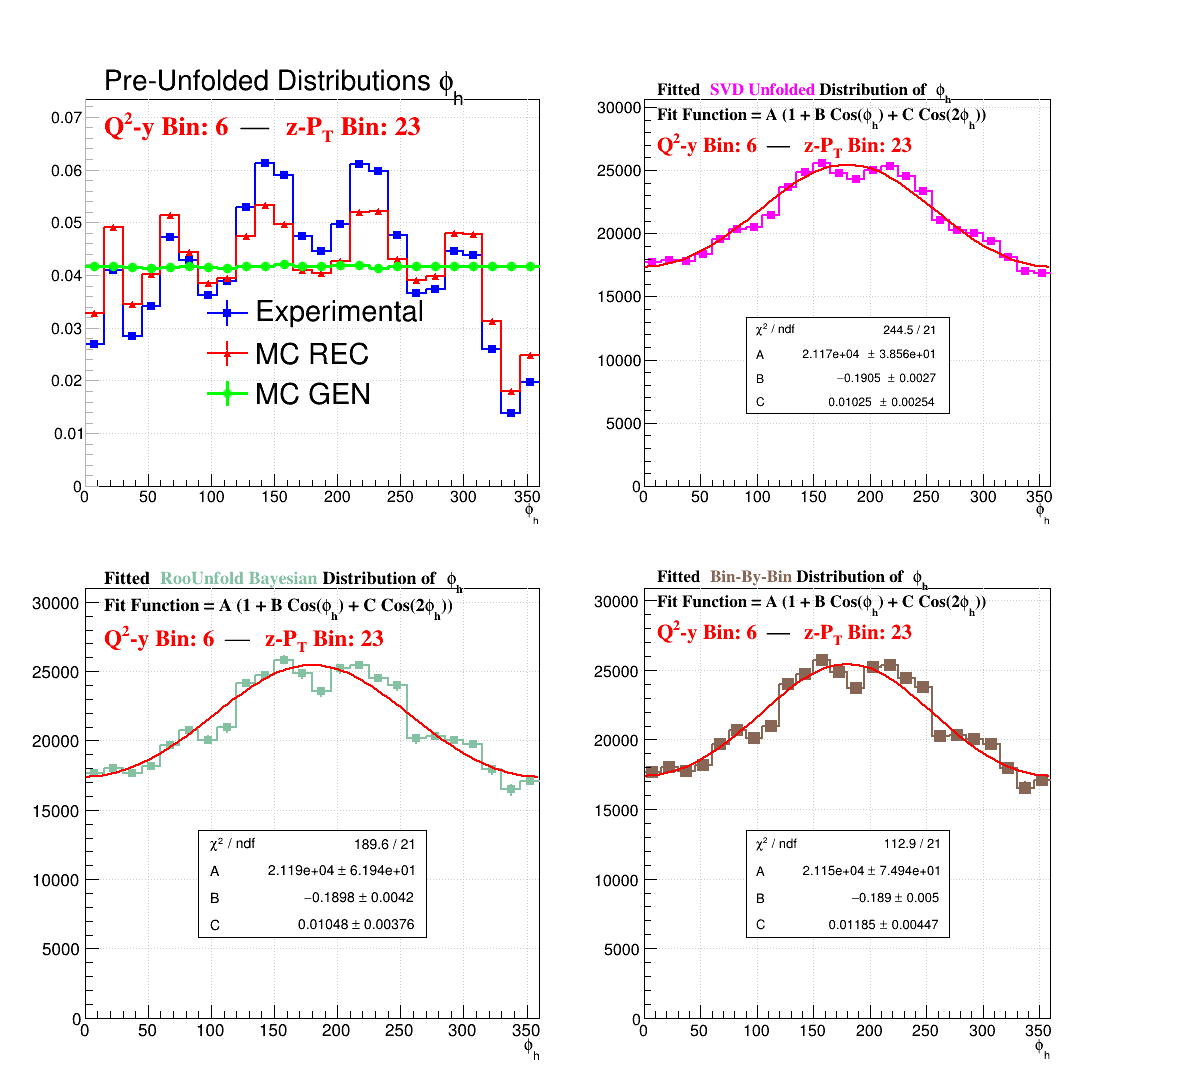 Pre-Unfolded Distributions ϕh
Q2-y Bin: 6 — z-PT Bin: 23
0.07
0.06
0.05
0.04
0.03
0.02
0.01
0
Experimental
MC REC
MC GEN
0 50 100 150 200 250 300 350
ϕh
Fitted SVD Unfolded Distribution of ϕh
Fit Function = A (1 + B Cos(ϕh) + C Cos(2ϕh))
Q2-y Bin: 6 — z-PT Bin: 23
30000
25000
20000
15000
10000
5000
0
χ2 / ndf 244.5 / 21
A 2.117e+04 ± 3.856e+01
B −0.1905 ± 0.0027
C 0.01025 ± 0.00254
0 50 100 150 200 250 300 350
ϕh
Fitted RooUnfold Bayesian Distribution of ϕh
Fit Function = A (1 + B Cos(ϕh) + C Cos(2ϕh))
Q2-y Bin: 6 — z-PT Bin: 23
30000
25000
20000
15000
10000
5000
0
χ2 / ndf 189.6 / 21
A 2.119e+04 ± 6.194e+01
B −0.1898 ± 0.0042
C 0.01048 ± 0.00376
0 50 100 150 200 250 300 350
ϕh
Fitted Bin-By-Bin Distribution of ϕh
Fit Function = A (1 + B Cos(ϕh) + C Cos(2ϕh))
Q2-y Bin: 6 — z-PT Bin: 23
30000
25000
20000
15000
10000
5000
0
χ2 / ndf 112.9 / 21
A 2.115e+04 ± 7.494e+01
B −0.189 ± 0.005
C 0.01185 ± 0.00447
0 50 100 150 200 250 300 350
ϕh